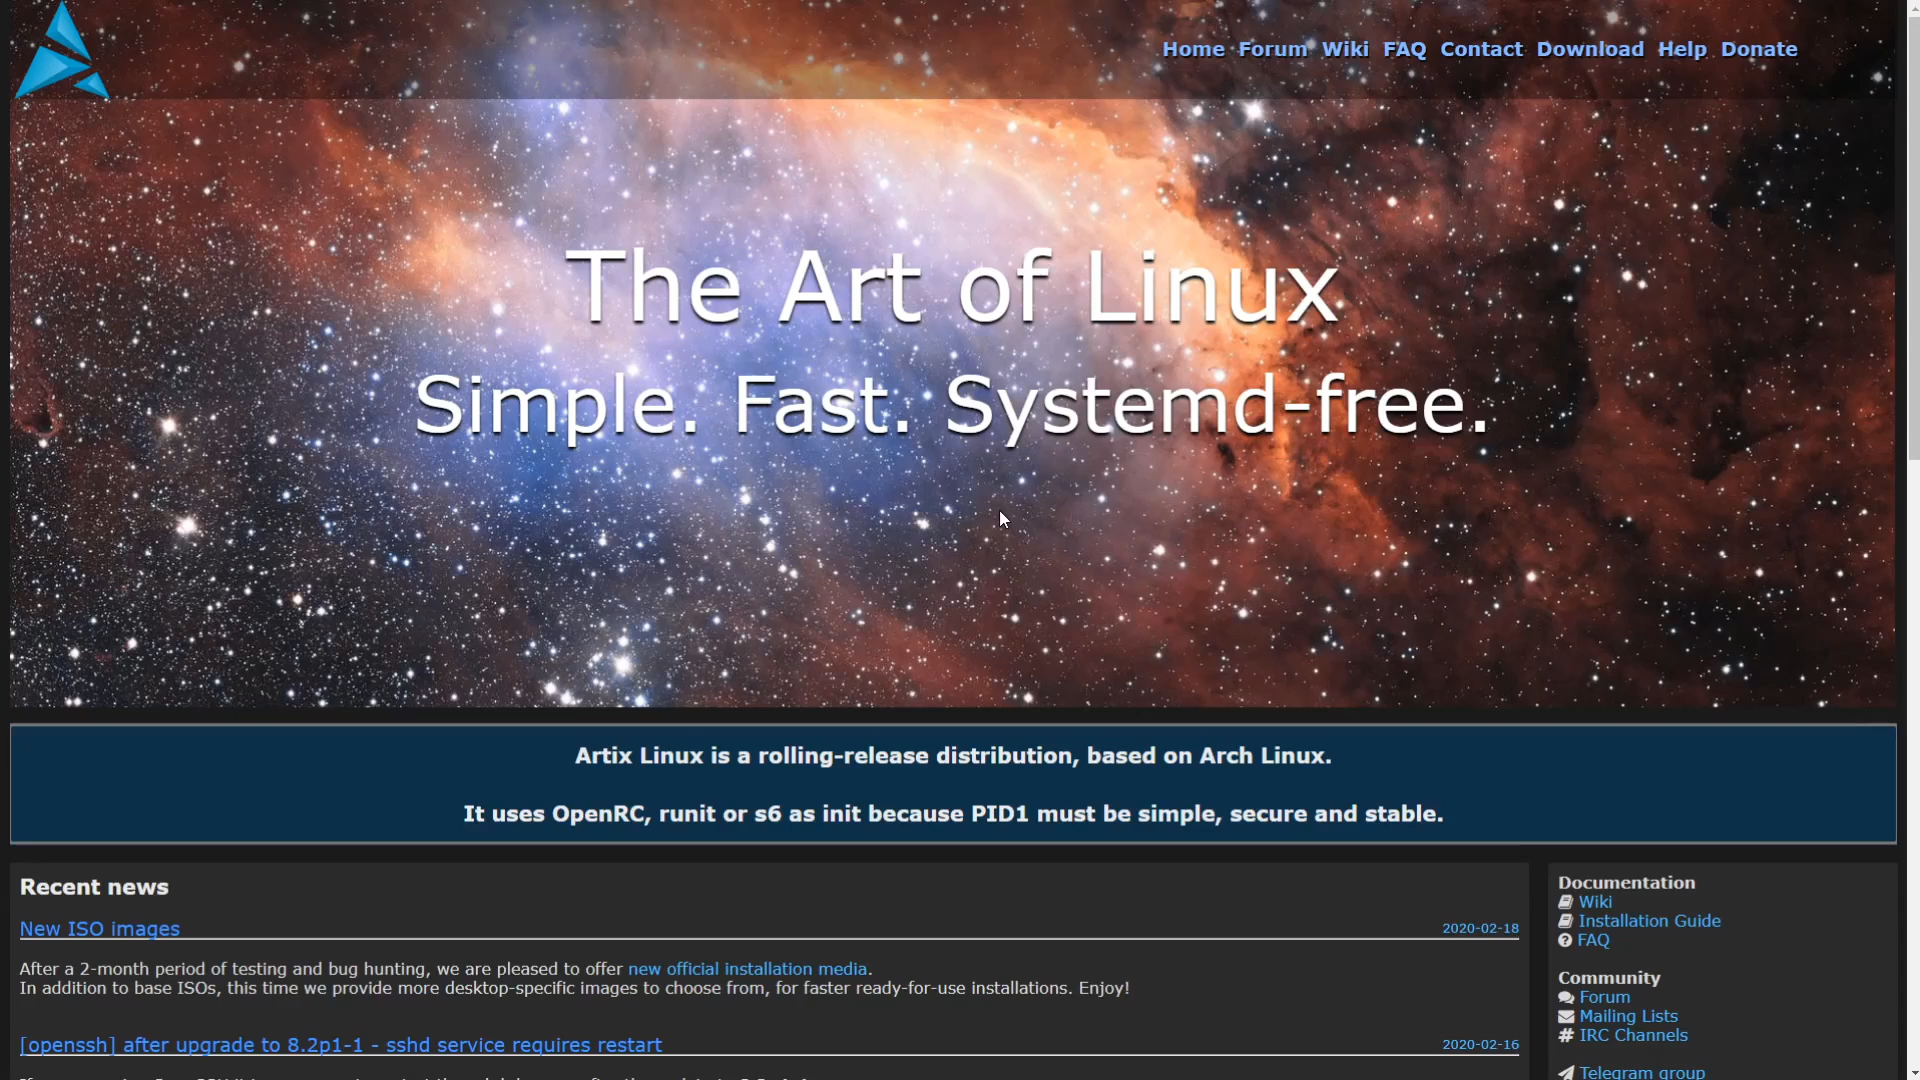 Home Forum Wiki FAQ Contact Download Help Donate
The Art of Linux
Simple. Fast. Systemd-free.
Artix Linux is a rolling-release distribution, based on Arch Linux.
It uses OpenRC, runit or s6 as init because PID1 must be simple, secure and stable.
Recent news
New ISO images 2020-02-18
After a 2-month period of testing and bug hunting, we are pleased to offer new official installation media.
In addition to base ISOs, this time we provide more desktop-specific images to choose from, for faster ready-for-use installations. Enjoy!
[openssh] after upgrade to 8.2p1-1 - sshd service requires restart 2020-02-16
Documentation
Wiki
Installation Guide
FAQ
Community
Forum
Mailing Lists
IRC Channels
Telegram group